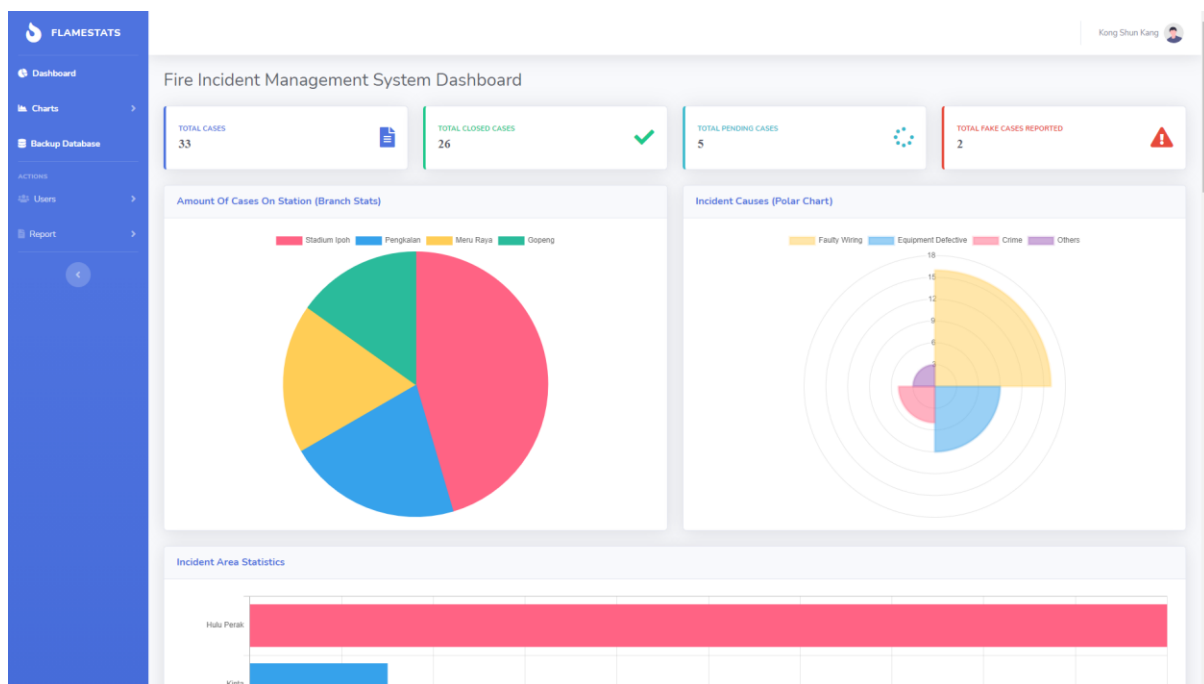 FLAMESTATS
Kong Shun Kang
Dashboard
Charts
Backup Database
ACTIONS
Users
Report
Fire Incident Management System Dashboard
TOTAL CASES
33
TOTAL CLOSED CASES
26
TOTAL PENDING CASES
5
TOTAL FAKE CASES REPORTED
2
Amount Of Cases On Station (Branch Stats)
Stadium Ipoh Pengkalan Meru Raya Gopeng
Incident Causes (Polar Chart)
Faulty Wiring Equipment Defective Crime Others
18
15
12
9
6
3
Incident Area Statistics
Hulu Perak
Kinta